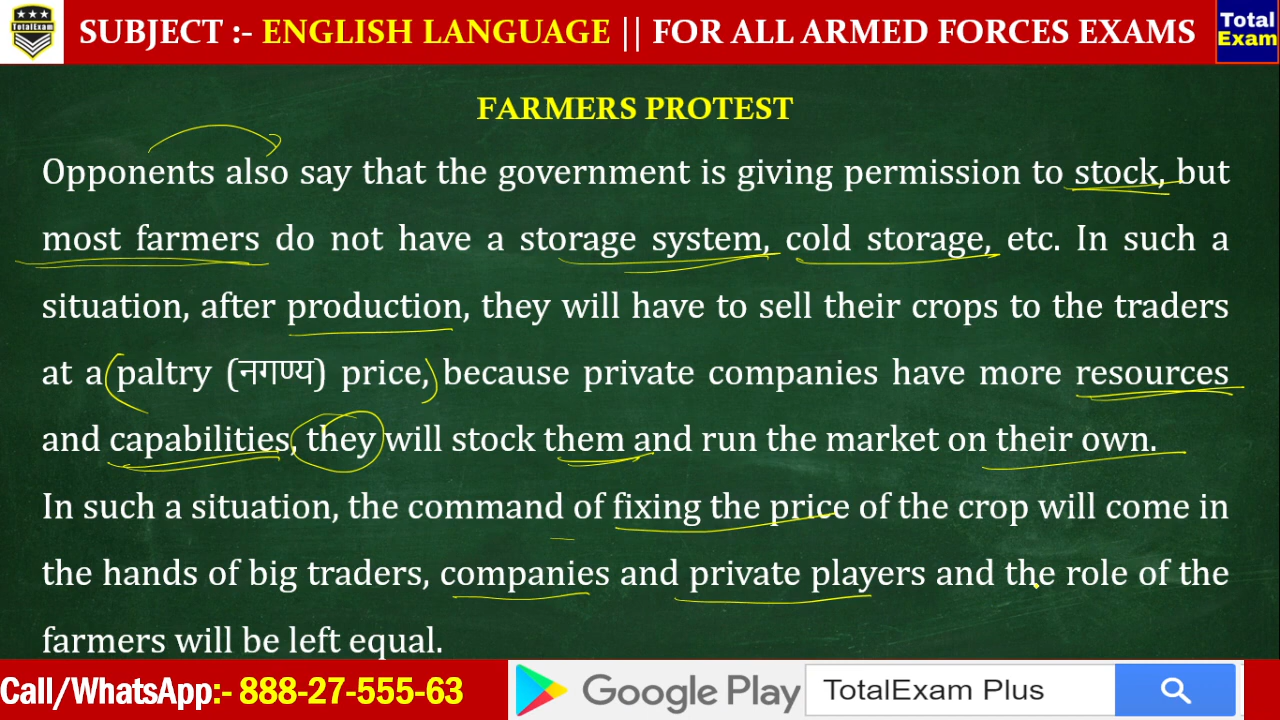 TotalExam
SUBJECT :- ENGLISH LANGUAGE || FOR ALL ARMED FORCES EXAMS
Total
Exam
FARMERS PROTEST
Opponents also say that the government is giving permission to stock, but
most farmers do not have a storage system, cold storage, etc. In such a
situation, after production, they will have to sell their crops to the traders
at a paltry (नगण्य) price, because private companies have more resources
and capabilities, they will stock them and run the market on their own.
In such a situation, the command of fixing the price of the crop will come in
the hands of big traders, companies and private players and the role of the
farmers will be left equal.
Call/WhatsApp:- 888-27-555-63
Google Play
TotalExam Plus